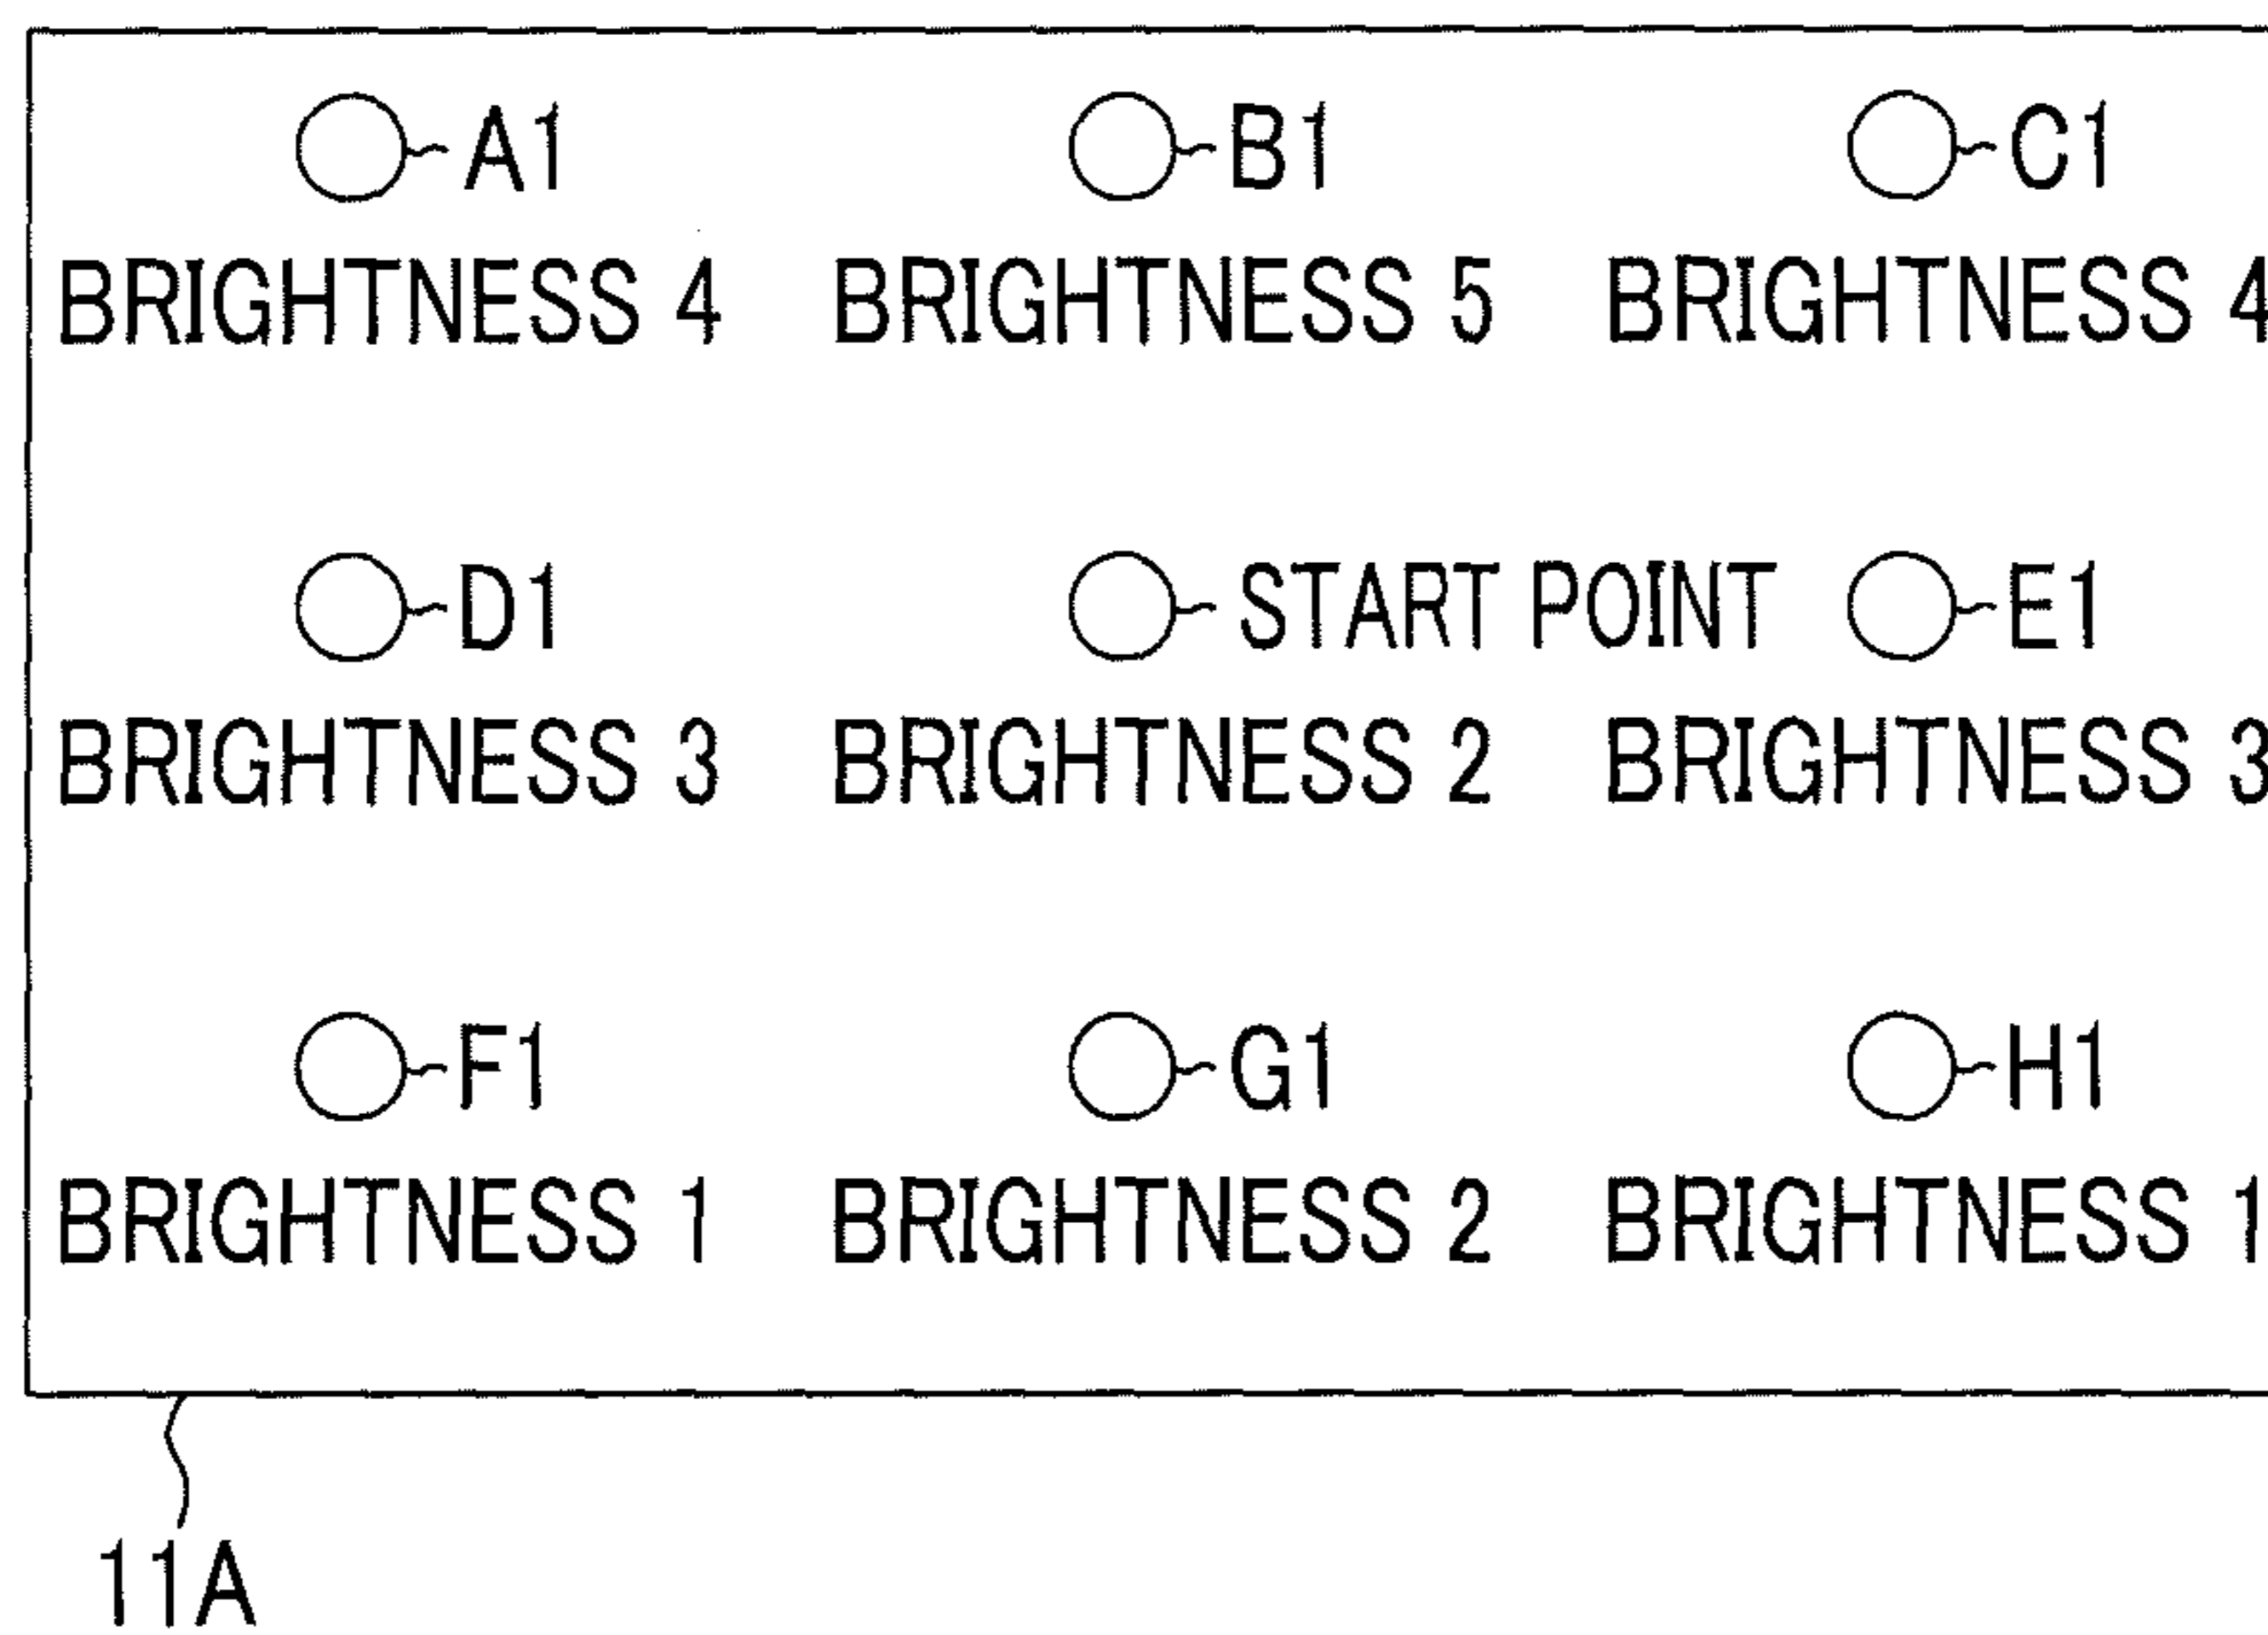 A1 B1 C1
BRIGHTNESS 4 BRIGHTNESS 5 BRIGHTNESS 4
D1 START POINT E1
BRIGHTNESS 3 BRIGHTNESS 2 BRIGHTNESS 3
F1 G1 H1
BRIGHTNESS 1 BRIGHTNESS 2 BRIGHTNESS 1
11A